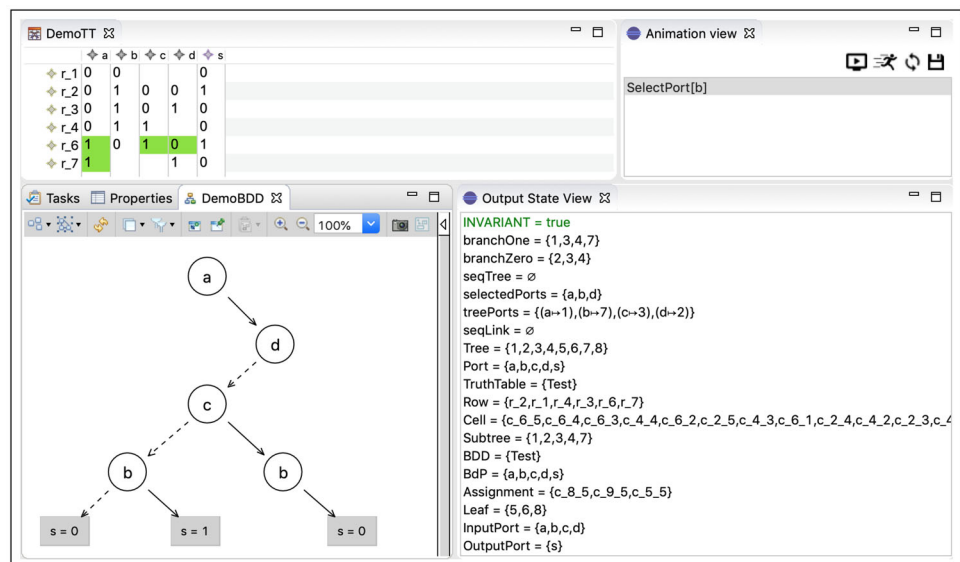 DemoTT
a b c d s
r_1 0 0 0
r_2 0 1 0 0 1
r_3 0 1 0 1 0
r_4 0 1 1 0
r_6 1 0 1 0 1
r_7 1 1 0
Animation view
SelectPort[b]
Tasks Properties DemoBDD
100%
a
d
c
b b
s = 0 s = 1 s = 0
Output State View
INVARIANT = true
branchOne = {1,3,4,7}
branchZero = {2,3,4}
seqTree = ∅
selectedPorts = {a,b,d}
treePorts = {(a↦1),(b↦7),(c↦3),(d↦2)}
seqLink = ∅
Tree = {1,2,3,4,5,6,7,8}
Port = {a,b,c,d,s}
TruthTable = {Test}
Row = {r_2,r_1,r_4,r_3,r_6,r_7}
Cell = {c_6_5,c_6_4,c_6_3,c_4_4,c_6_2,c_2_5,c_4_3,c_6_1,c_2_4,c_4_2,c_2_3,c_4
Subtree = {1,2,3,4,7}
BDD = {Test}
BdP = {a,b,c,d,s}
Assignment = {c_8_5,c_9_5,c_5_5}
Leaf = {5,6,8}
InputPort = {a,b,c,d}
OutputPort = {s}